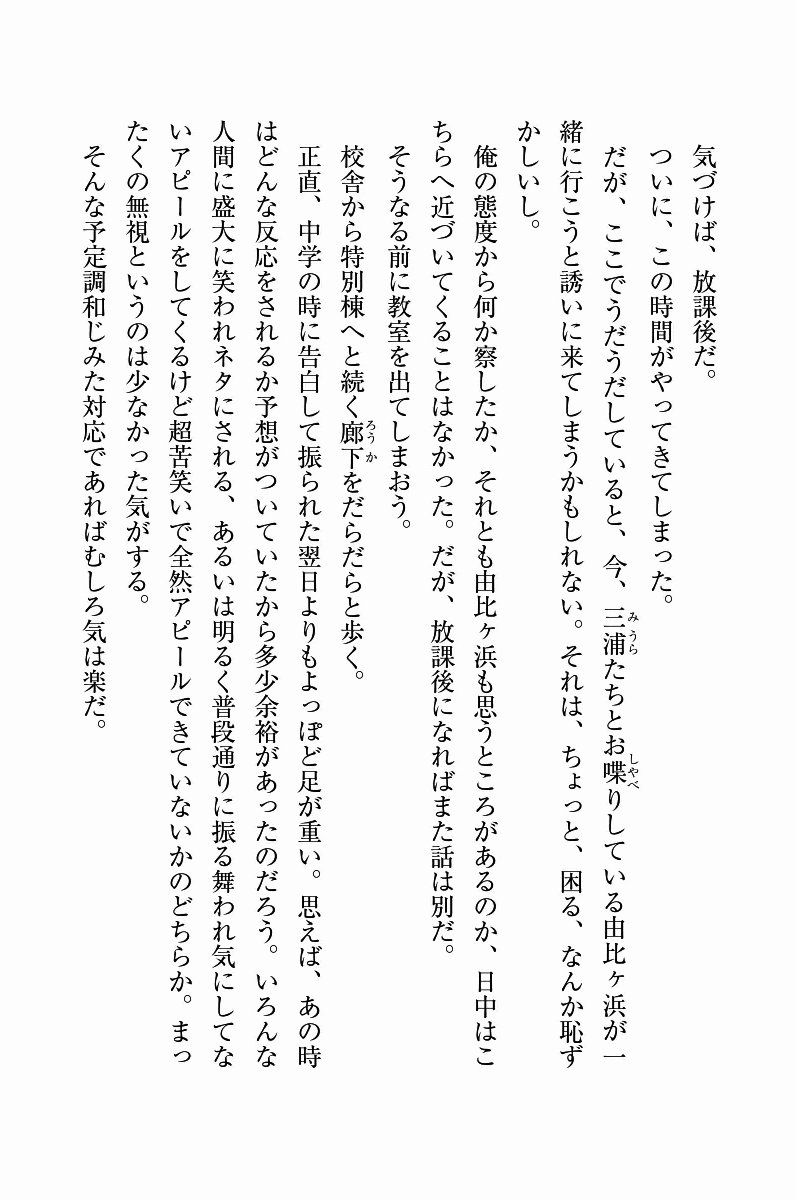 気づけば、放課後だ。
ついに、この時間がやってきてしまった。
だが、ここでうだうだしていると、今、三浦たちとお喋りしている由比ヶ浜が一
緒に行こうと誘いに来てしまうかもしれない。それは、ちょっと、困る、なんか恥ず
かしいし。
俺の態度から何か察したか、それとも由比ヶ浜も思うところがあるのか、日中はこ
ちらへ近づいてくることはなかった。だが、放課後になればまた話は別だ。
そうなる前に教室を出てしまおう。
校舎から特別棟へと続く廊下をだらだらと歩く。
正直、中学の時に告白して振られた翌日よりもよっぽど足が重い。思えば、あの時
はどんな反応をされるか予想がついていたから多少余裕があったのだろう。いろんな
人間に盛大に笑われネタにされる、あるいは明るく普段通りに振る舞われ気にしてな
いアピールをしてくるけど超苦笑いで全然アピールできていないかのどちらか。まっ
たくの無視というのは少なかった気がする。
そんな予定調和じみた対応であればむしろ気は楽だ。